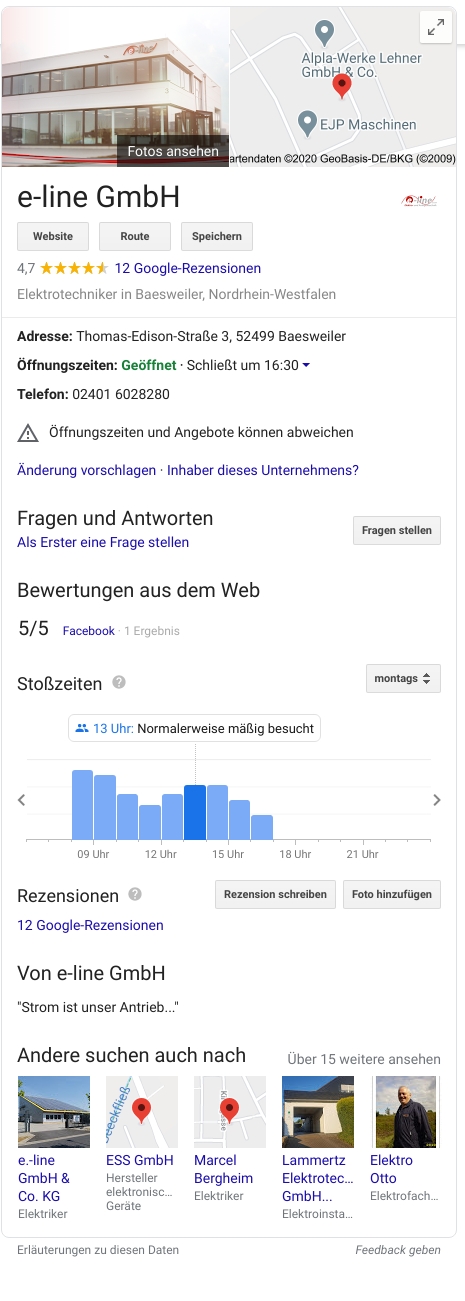 e-line
Alpla-Werke Lehner
GmbH & Co.
EJP Maschinen
Fotos ansehen
artendaten ©2020 GeoBasis-DE/BKG (©2009)
e-line GmbH
e-line
Website
Route
Speichern
4,7 12 Google-Rezensionen
Elektrotechniker in Baesweiler, Nordrhein-Westfalen
Adresse: Thomas-Edison-Straße 3, 52499 Baesweiler
Öffnungszeiten: Geöffnet · Schließt um 16:30
Telefon: 02401 6028280
Öffnungszeiten und Angebote können abweichen
Änderung vorschlagen · Inhaber dieses Unternehmens?
Fragen und Antworten
Fragen stellen
Als Erster eine Frage stellen
Bewertungen aus dem Web
5/5 Facebook · 1 Ergebnis
Stoßzeiten ?
montags
13 Uhr: Normalerweise mäßig besucht
09 Uhr 12 Uhr 15 Uhr 18 Uhr 21 Uhr
Rezensionen ?
Rezension schreiben
Foto hinzufügen
12 Google-Rezensionen
Von e-line GmbH
"Strom ist unser Antrieb..."
Andere suchen auch nach
Über 15 weitere ansehen
e.-line
GmbH &
Co. KG
Elektriker
Beeckfließ
ESS GmbH
Hersteller
elektronisc...
Geräte
Marcel
Bergheim
Elektriker
Lammertz
Elektrotec...
GmbH...
Elektroinsta...
Elektro
Otto
Elektrofach...
Erläuterungen zu diesen Daten
Feedback geben